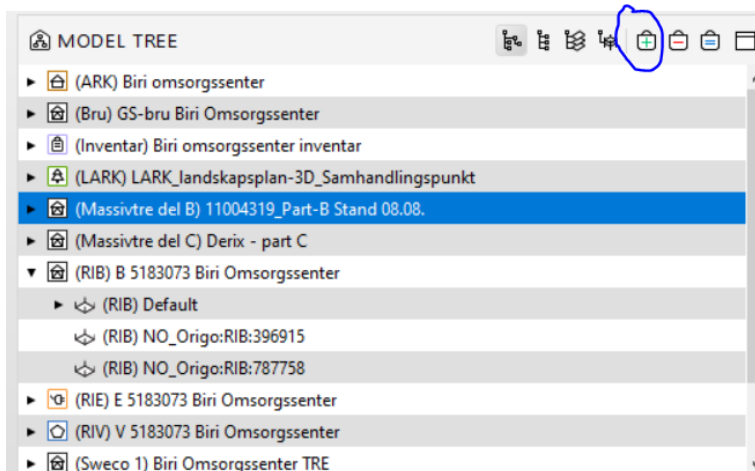 MODEL TREE
(ARK) Biri omsorgssenter
(Bru) GS-bru Biri Omsorgssenter
(Inventar) Biri omsorgssenter inventar
(LARK) LARK_landskapsplan-3D_Samhandlingspunkt
(Massivtre del B) 11004319_Part-B Stand 08.08.
(Massivtre del C) Derix - part C
(RIB) B 5183073 Biri Omsorgssenter
(RIB) Default
(RIB) NO_Origo:RIB:396915
(RIB) NO_Origo:RIB:787758
(RIE) E 5183073 Biri Omsorgssenter
(RIV) V 5183073 Biri Omsorgssenter
(Sweco 1) Biri Omsorgssenter TRE